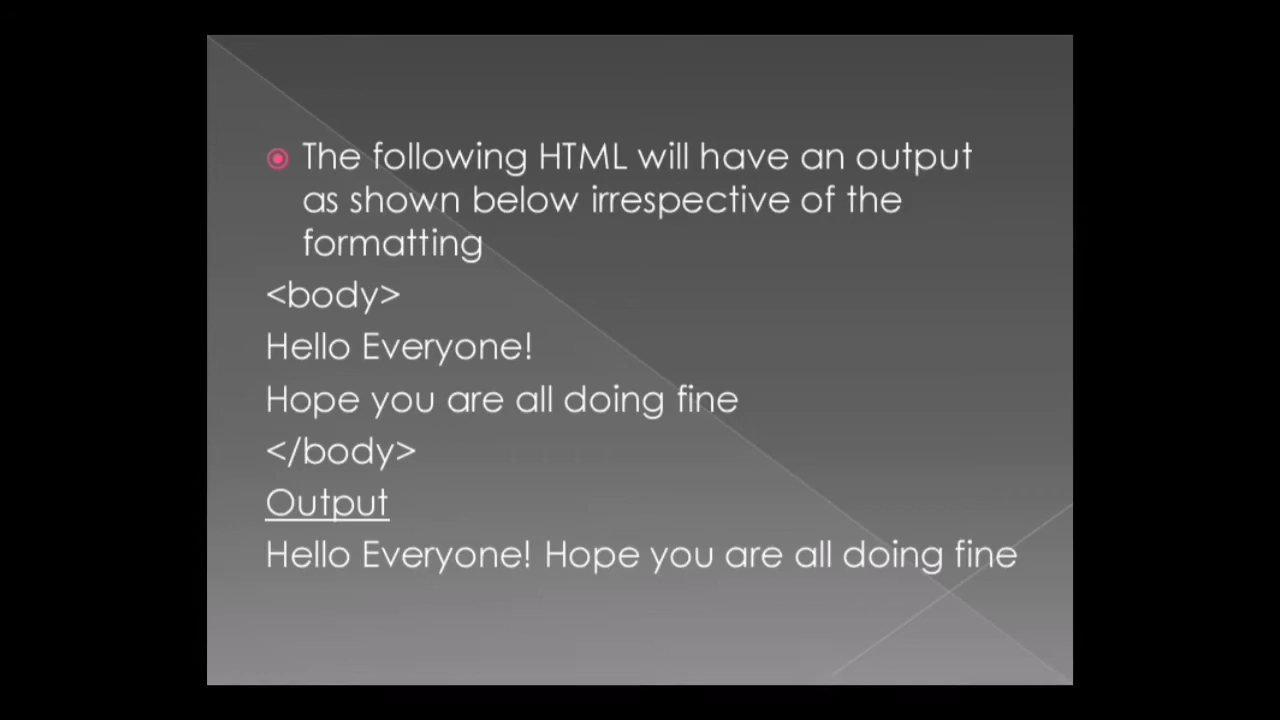 The following HTML will have an output
as shown below irrespective of the
formatting
<body>
Hello Everyone!
Hope you are all doing fine
</body>
Output
Hello Everyone! Hope you are all doing fine